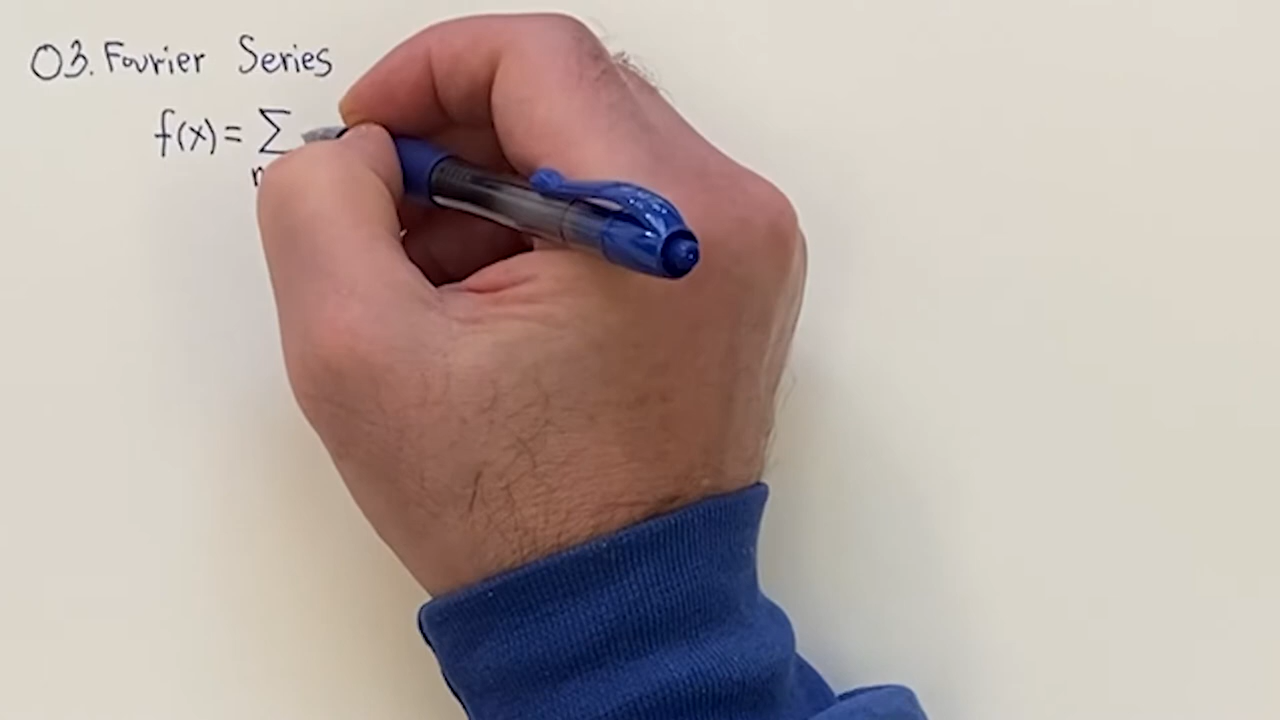 03. Fourier Series
f(x) = ∑
n